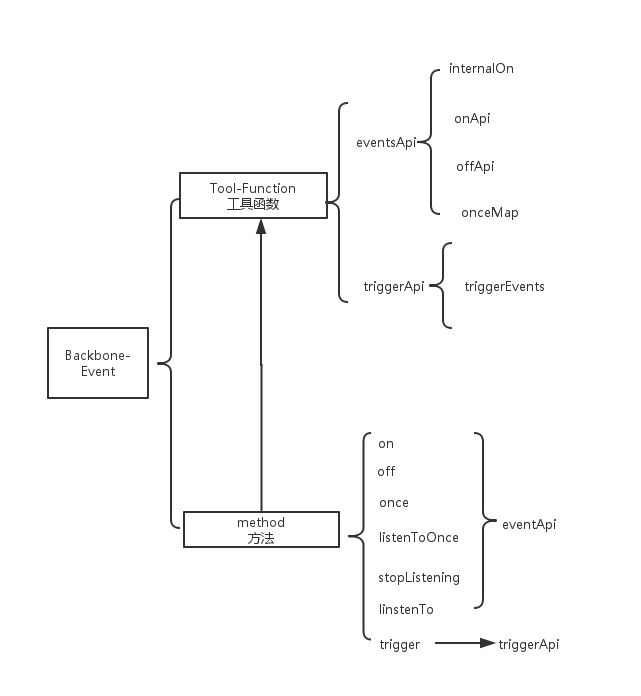 internalOn
onApi
eventsApi
offApi
onceMap
Tool-Function
工具函数
triggerApi
triggerEvents
Backbone-
Event
method
方法
on
off
once
listenToOnce
stopListening
linstenTo
eventApi
trigger
triggerApi